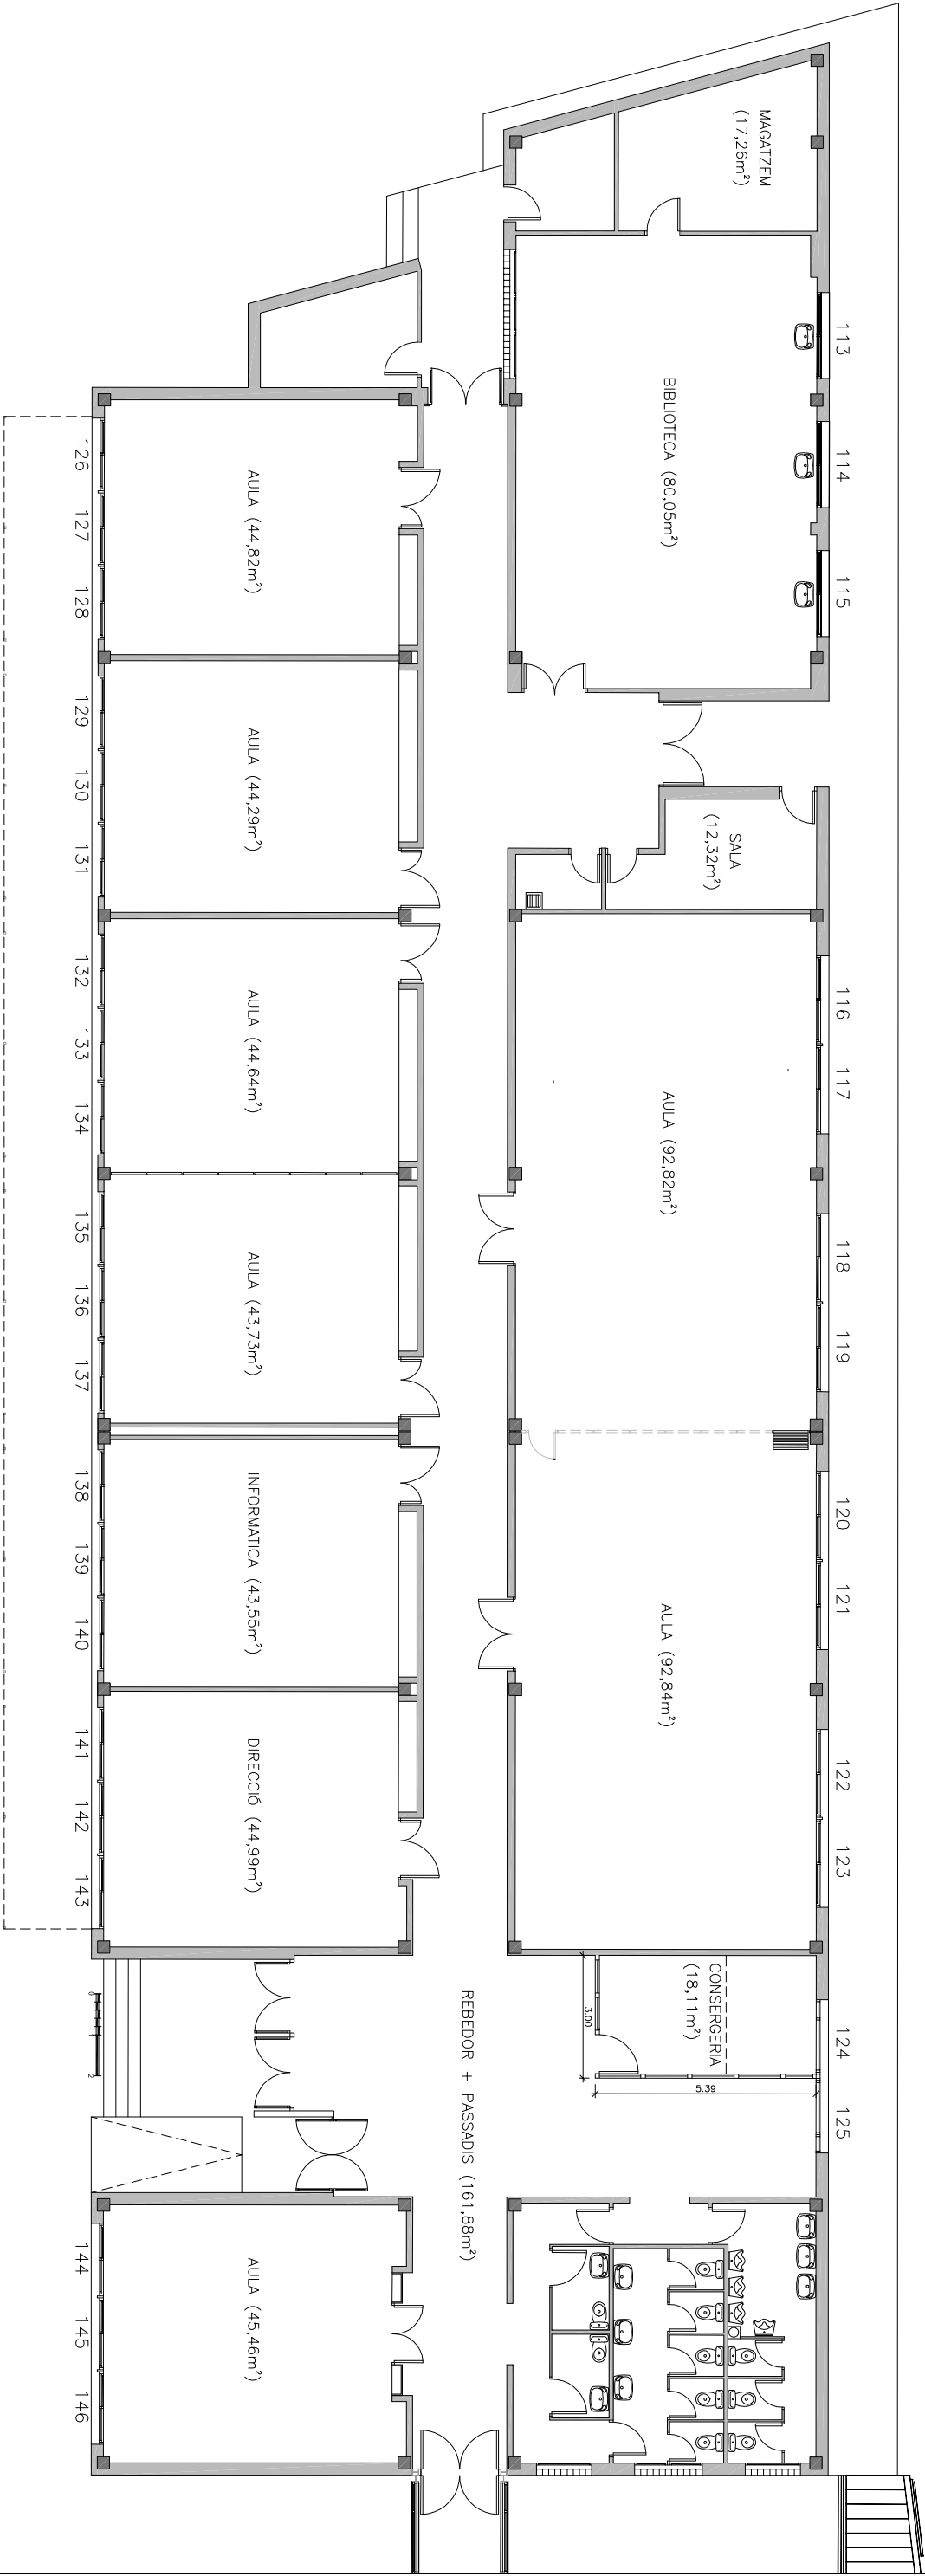 MAGATZEM
(17,26m²)
113
BIBLIOTECA (80,05m²)
114
115
126
127
128
AULA (44,82m²)
129
130
131
AULA (44,29m²)
SALA
(12,32m²)
132
133
134
AULA (44,64m²)
116
117
AULA (92,82m²)
118
119
135
136
137
AULA (43,73m²)
138
139
140
INFORMATICA (43,55m²)
120
121
AULA (92,84m²)
122
123
141
142
143
DIRECCIÓ (44,99m²)
CONSERGERIA
(18,11m²)
3.00
5.39
124
125
0
1
2
REBEDOR + PASSADIS (161,88m²)
144
145
146
AULA (45,46m²)